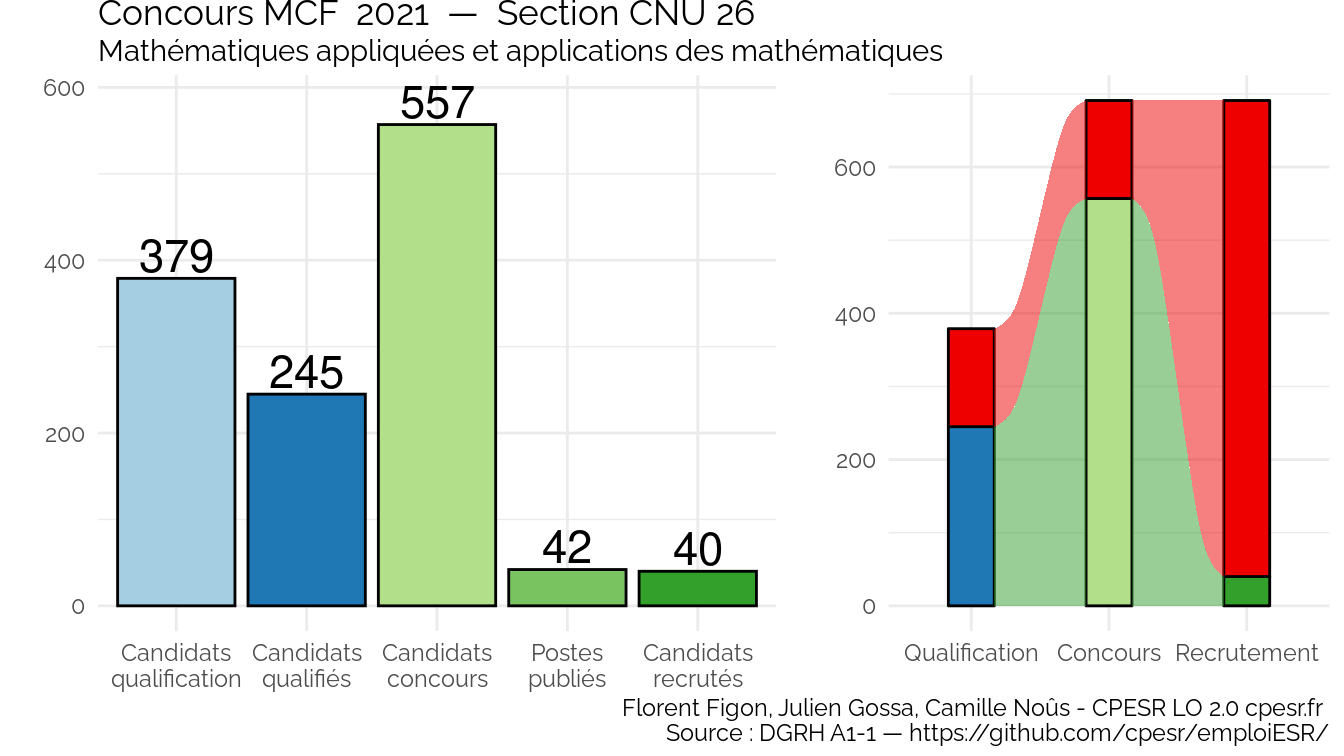 Concours MCF 2021 — Section CNU 26
Mathématiques appliquées et applications des mathématiques
600
400
200
0
379
245
557
42
40
Candidats qualification
Candidats qualifiés
Candidats concours
Postes publiés
Candidats recrutés
600
400
200
0
Qualification
Concours
Recrutement
Florent Figon, Julien Gossa, Camille Noûs - CPESR LO 2.0 cpesr.fr
Source : DGRH A1-1 — https://github.com/cpesr/emploiESR/